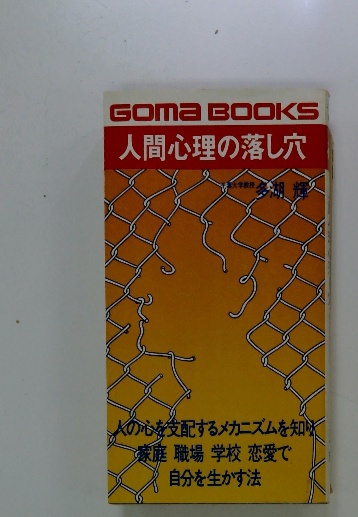 GOMA BOOKS
人間心理の落し穴
多湖 輝
人の心を支配するメカニズムを知り
家庭 職場 学校 恋愛で
自分を生かす法